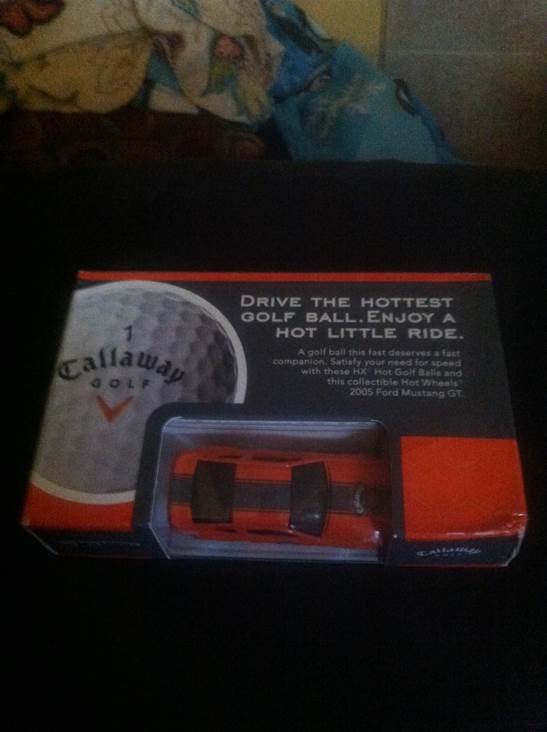 DRIVE THE HOTTEST
GOLF BALL. ENJOY A
HOT LITTLE RIDE.
A golf ball this fast deserves a fast
companion. Satisfy your need for speed
with these HX Hot Golf Balls and
this collectible Hot Wheels
2005 Ford Mustang GT.
1
Callaway
GOLF
Callaway